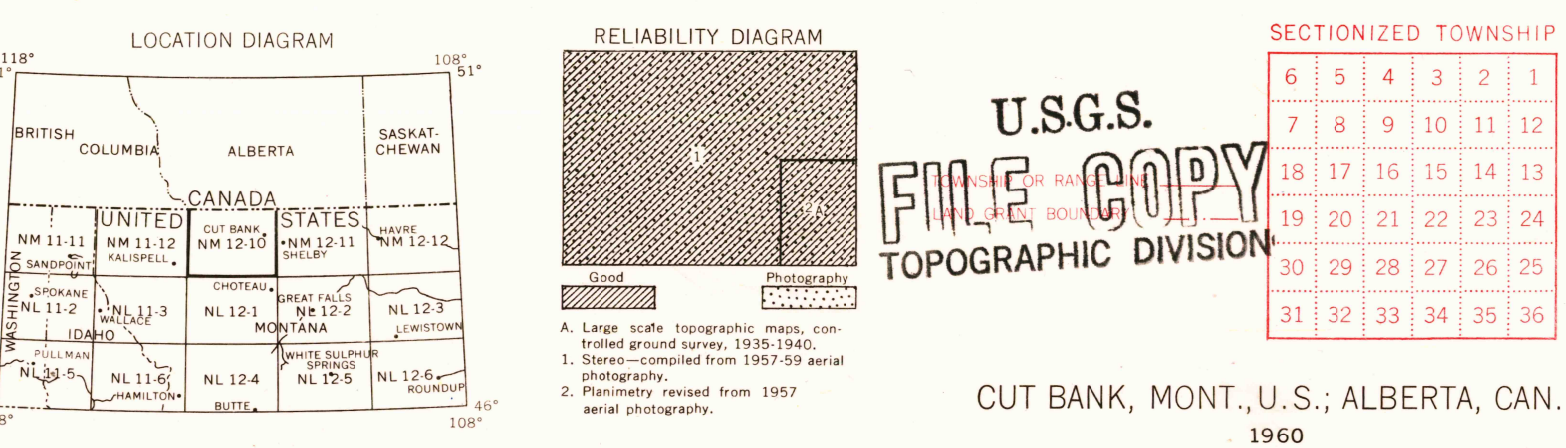 LOCATION DIAGRAM
118° 108°
1° 51°
BRITISH COLUMBIA
ALBERTA
SASKAT-
CHEWAN
CANADA
UNITED STATES
NM 11-11
SANDPOINT
NM 11-12
KALISPELL
CUT BANK
NM 12-10
NM 12-11
SHELBY
HAVRE
NM 12-12
WASHINGTON
SPOKANE
NL 11-2
NL 11-3
WALLACE
IDAHO
CHOTEAU
NL 12-1
GREAT FALLS
NL 12-2
MONTANA
NL 12-3
LEWISTOWN
PULLMAN
NL 11-5
NL 11-6
HAMILTON
NL 12-4
BUTTE
WHITE SULPHUR
SPRINGS
NL 12-5
NL 12-6
ROUNDUP
46°
8° 108°
RELIABILITY DIAGRAM
1
2A
Good Photography
A. Large scale topographic maps, con-
trolled ground survey, 1935-1940.
1. Stereo—compiled from 1957-59 aerial
photography.
2. Planimetry revised from 1957
aerial photography.
U.S.G.S.
FILE COPY
TOPOGRAPHIC DIVISION
TOWNSHIP OR RANGE LINE
LAND GRANT BOUNDARY
SECTIONIZED TOWNSHIP
6 5 4 3 2 1
7 8 9 10 11 12
18 17 16 15 14 13
19 20 21 22 23 24
30 29 28 27 26 25
31 32 33 34 35 36
CUT BANK, MONT., U.S.; ALBERTA, CAN.
1960